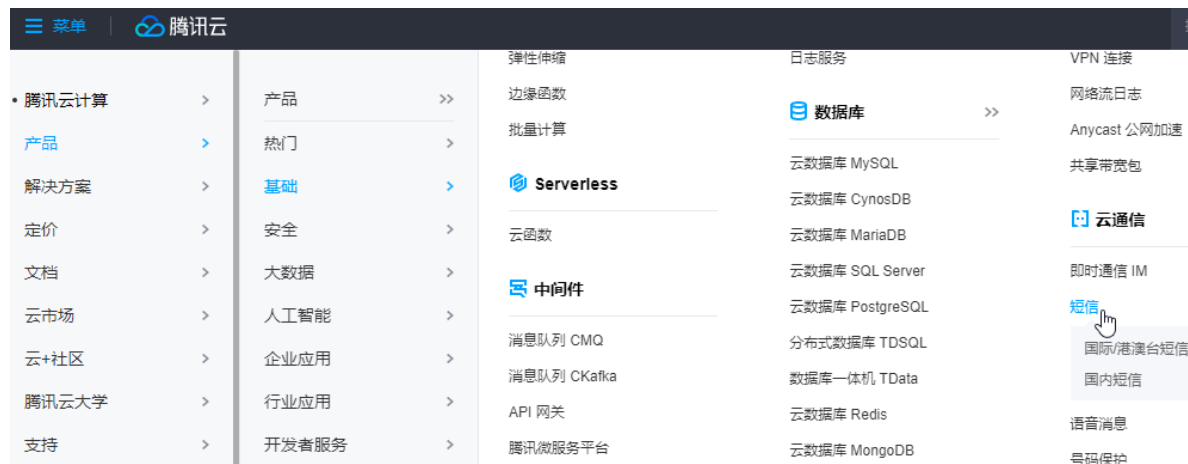 菜单
腾讯云
腾讯云计算
产品
解决方案
定价
文档
云市场
云+社区
腾讯云大学
支持
产品
热门
基础
安全
大数据
人工智能
企业应用
行业应用
开发者服务
弹性伸缩
边缘函数
批量计算
Serverless
云函数
中间件
消息队列 CMQ
消息队列 CKafka
API 网关
腾讯微服务平台
日志服务
数据库
云数据库 MySQL
云数据库 CynosDB
云数据库 MariaDB
云数据库 SQL Server
云数据库 PostgreSQL
分布式数据库 TDSQL
数据库一体机 TData
云数据库 Redis
云数据库 MongoDB
VPN 连接
网络流日志
Anycast 公网加速
共享带宽包
云通信
即时通信 IM
短信
国际/港澳台短信
国内短信
语音消息
号码保护